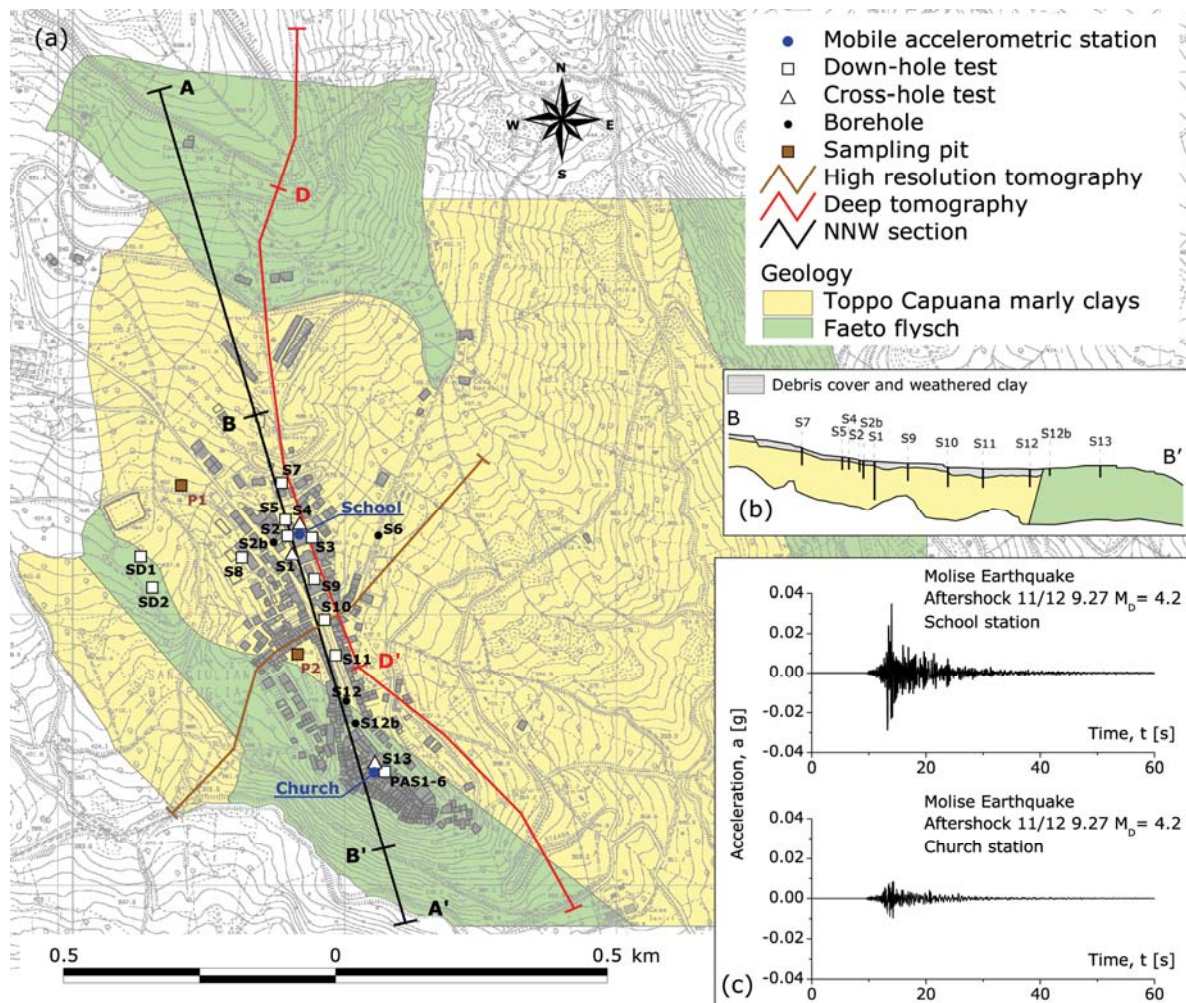 (a)
A
N
W
E
S
D
B
S7
S5
S4
School
S2
S2b
S3
S6
S1
S8
S9
S10
P1
SD1
SD2
P2
S11
D'
S12
S12b
S13
PAS1-6
Church
B'
A'
0.5
0
0.5 km
Mobile accelerometric station
Down-hole test
Cross-hole test
Borehole
Sampling pit
High resolution tomography
Deep tomography
NNW section
Geology
Toppo Capuana marly clays
Faeto flysch
Debris cover and weathered clay
B
S7
S5
S4
S2
S2b
S1
S9
S10
S11
S12
S12b
S13
B'
(b)
Molise Earthquake
Aftershock 11/12 9.27 M_D= 4.2
School station
0.04
0.02
0.00
-0.02
-0.04
Time, t [s]
0
20
40
60
Acceleration, a [g]
Molise Earthquake
Aftershock 11/12 9.27 M_D= 4.2
Church station
0.04
0.02
0.00
-0.02
-0.04
Time, t [s]
0
20
40
60
(c)